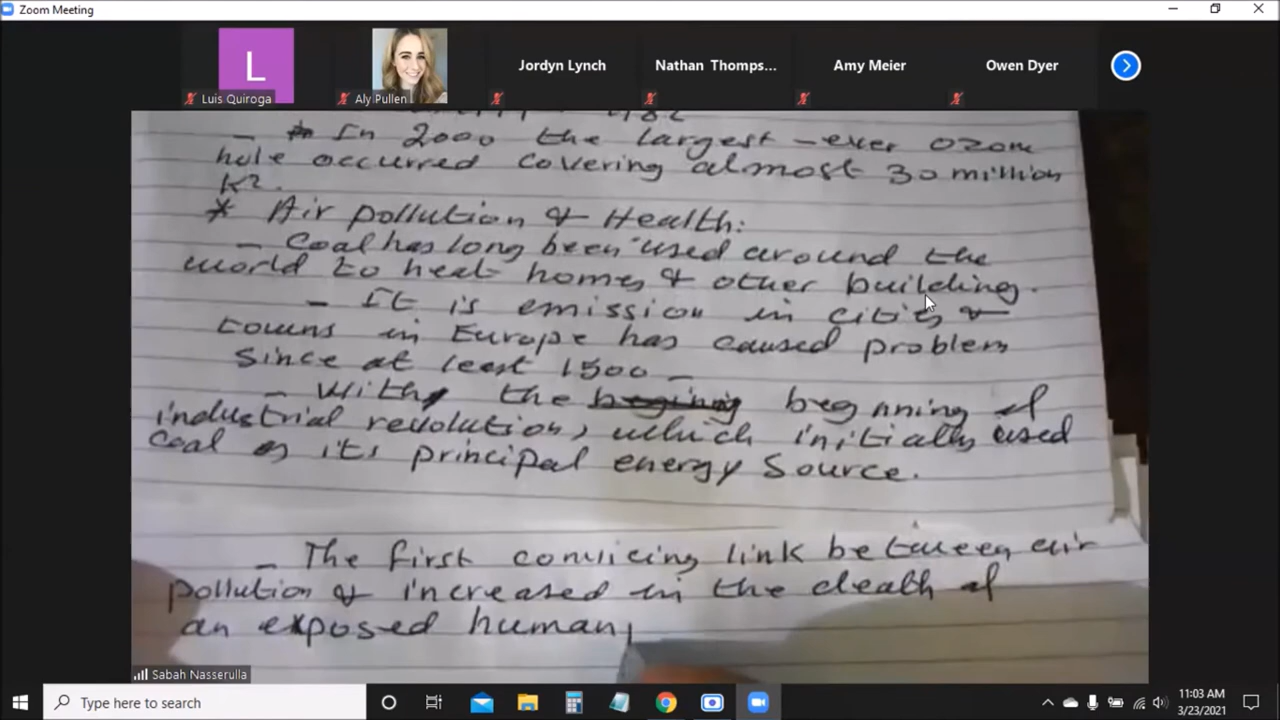 Zoom Meeting
L
Luis Quiroga
Aly Pullen
Jordyn Lynch
Nathan Thomps...
Amy Meier
Owen Dyer
- In 2000 the largest -ever ozone
hole occurred covering almost 30 million
K².
* Air pollution & Health:
- Coal has long been used around the
world to heat homes & other building.
- It is emission in cities &
towns in Europe has caused problem
since at least 1500 -
- With the beginning of
industrial revolution, which initially used
coal as its principal energy source.
- The first convicing link between air
pollution & increased in the death of
an exposed human,
Sabah Nasserulla
Type here to search
11:03 AM
3/23/2021